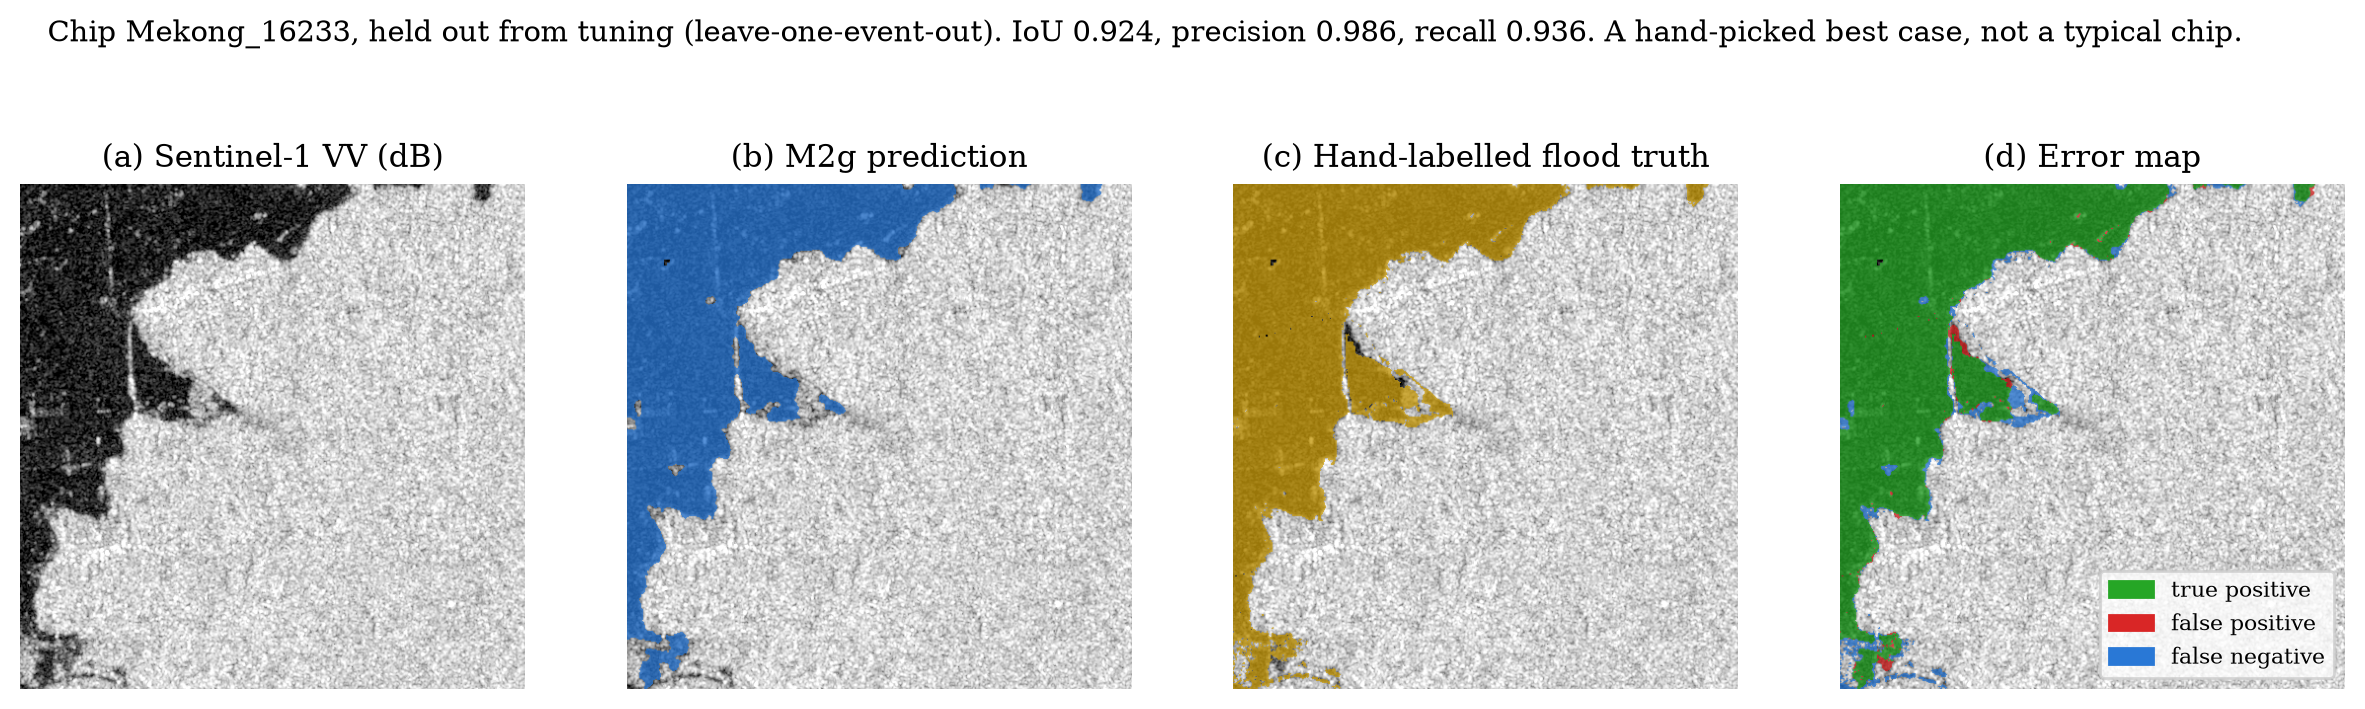 Chip Mekong_16233, held out from tuning (leave-one-event-out). IoU 0.924, precision 0.986, recall 0.936. A hand-picked best case, not a typical chip.
(a) Sentinel-1 VV (dB)
(b) M2g prediction
(c) Hand-labelled flood truth
(d) Error map
true positive
false positive
false negative